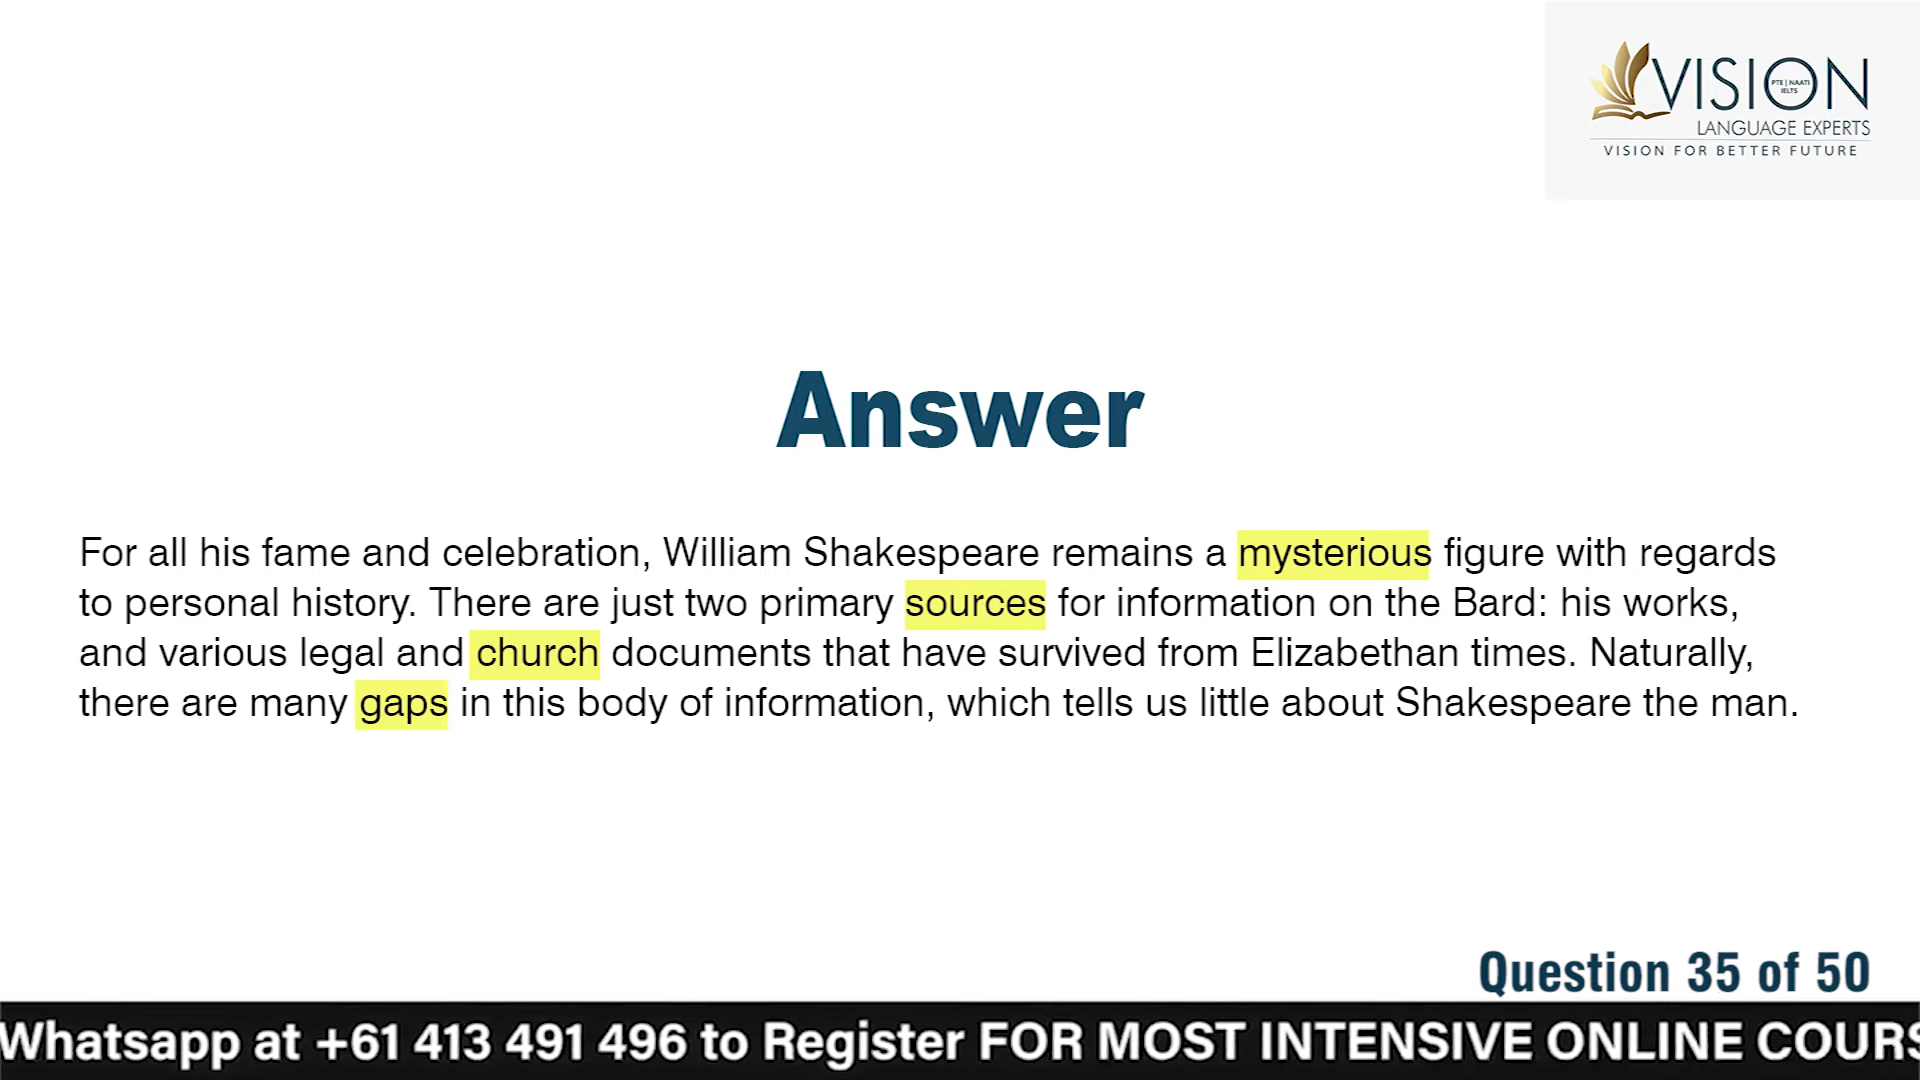 VISION
PTE | NAATI
IELTS
LANGUAGE EXPERTS
VISION FOR BETTER FUTURE
Answer
For all his fame and celebration, William Shakespeare remains a mysterious figure with regards
to personal history. There are just two primary sources for information on the Bard: his works,
and various legal and church documents that have survived from Elizabethan times. Naturally,
there are many gaps in this body of information, which tells us little about Shakespeare the man.
Question 35 of 50
Whatsapp at +61 413 491 496 to Register FOR MOST INTENSIVE ONLINE COURS